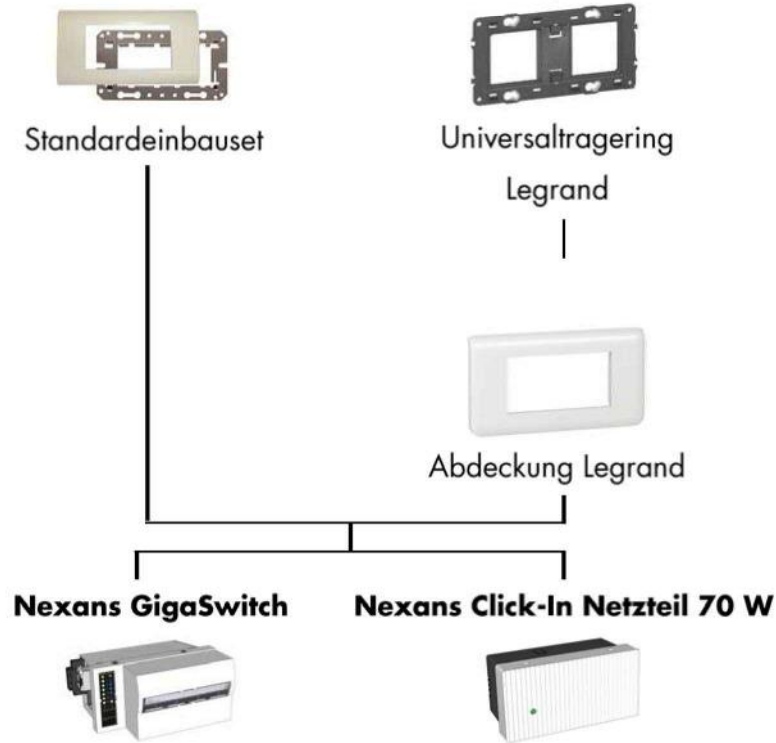 Standardeinbauset
Universaltragering
Legrand
Abdeckung Legrand
Nexans GigaSwitch
Nexans Click-In Netzteil 70 W